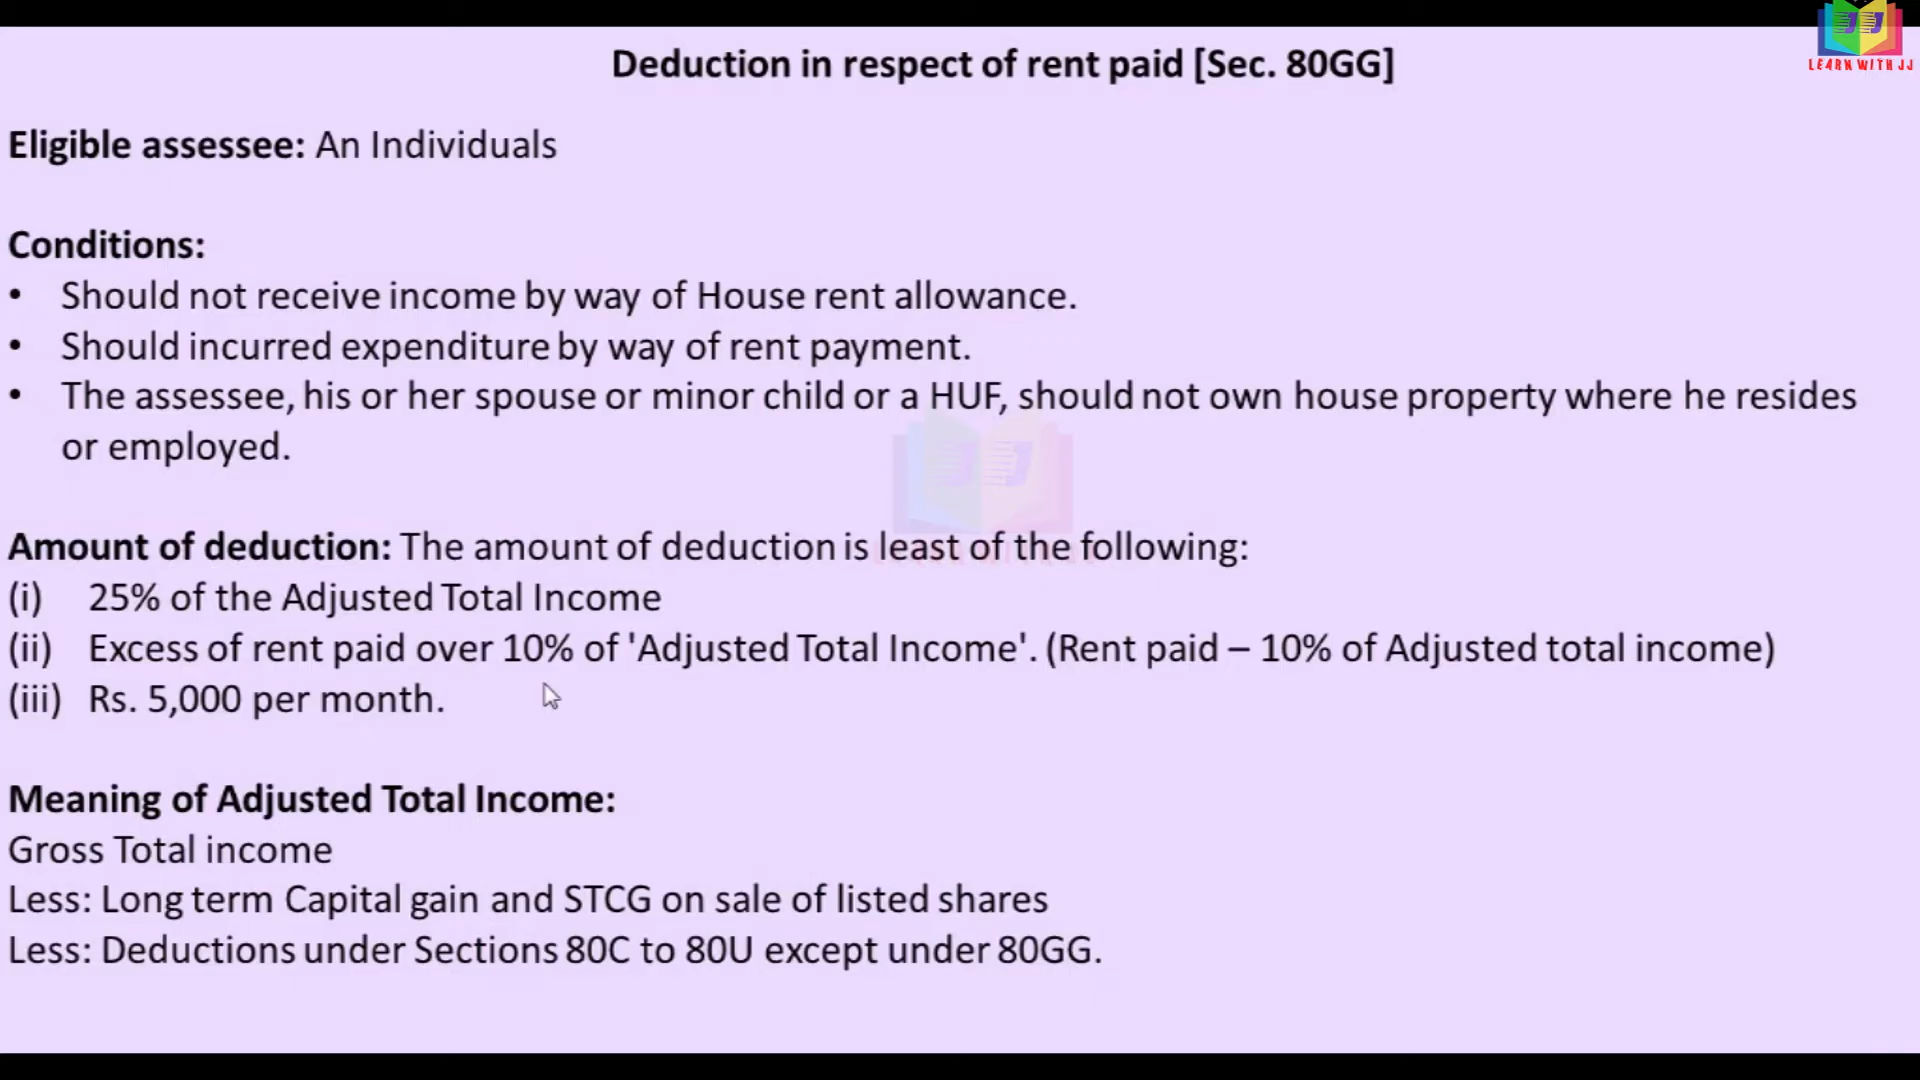 LEARN WITH JJ
Deduction in respect of rent paid [Sec. 80GG]
Eligible assessee: An Individuals
Conditions:
• Should not receive income by way of House rent allowance.
• Should incurred expenditure by way of rent payment.
• The assessee, his or her spouse or minor child or a HUF, should not own house property where he resides
or employed.
Amount of deduction: The amount of deduction is least of the following:
(i) 25% of the Adjusted Total Income
(ii) Excess of rent paid over 10% of 'Adjusted Total Income'. (Rent paid – 10% of Adjusted total income)
(iii) Rs. 5,000 per month.
Meaning of Adjusted Total Income:
Gross Total income
Less: Long term Capital gain and STCG on sale of listed shares
Less: Deductions under Sections 80C to 80U except under 80GG.